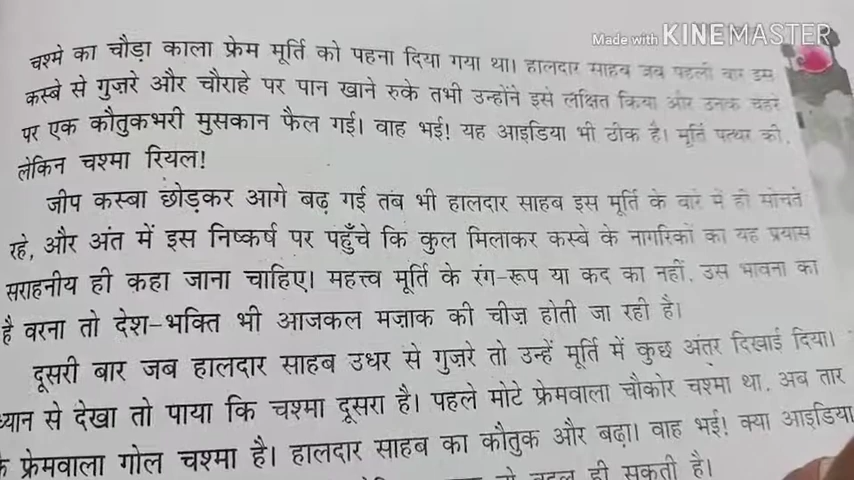 Made with KINEMASTER
चश्मे का चौड़ा काला फ्रेम मूर्ति को पहना दिया गया था। हालदार साहब जब पहली बार इस
कस्बे से गुज़रे और चौराहे पर पान खाने रुके तभी उन्होंने इसे लक्षित किया और उनके चेहरे
पर एक कौतुकभरी मुसकान फैल गई। वाह भई! यह आइडिया भी ठीक है। मूर्ति पत्थर की,
लेकिन चश्मा रियल!
जीप कस्बा छोड़कर आगे बढ़ गई तब भी हालदार साहब इस मूर्ति के बारे में ही सोचते
रहे, और अंत में इस निष्कर्ष पर पहुँचे कि कुल मिलाकर कस्बे के नागरिकों का यह प्रयास
सराहनीय ही कहा जाना चाहिए। महत्त्व मूर्ति के रंग-रूप या कद का नहीं, उस भावना का
है वरना तो देश-भक्ति भी आजकल मज़ाक की चीज़ होती जा रही है।
दूसरी बार जब हालदार साहब उधर से गुज़रे तो उन्हें मूर्ति में कुछ अंतर दिखाई दिया।
ध्यान से देखा तो पाया कि चश्मा दूसरा है। पहले मोटे फ्रेमवाला चौकोर चश्मा था, अब तार
के फ्रेमवाला गोल चश्मा है। हालदार साहब का कौतुक और बढ़ा। वाह भई! क्या आइडिया
बदल ही सकती है।